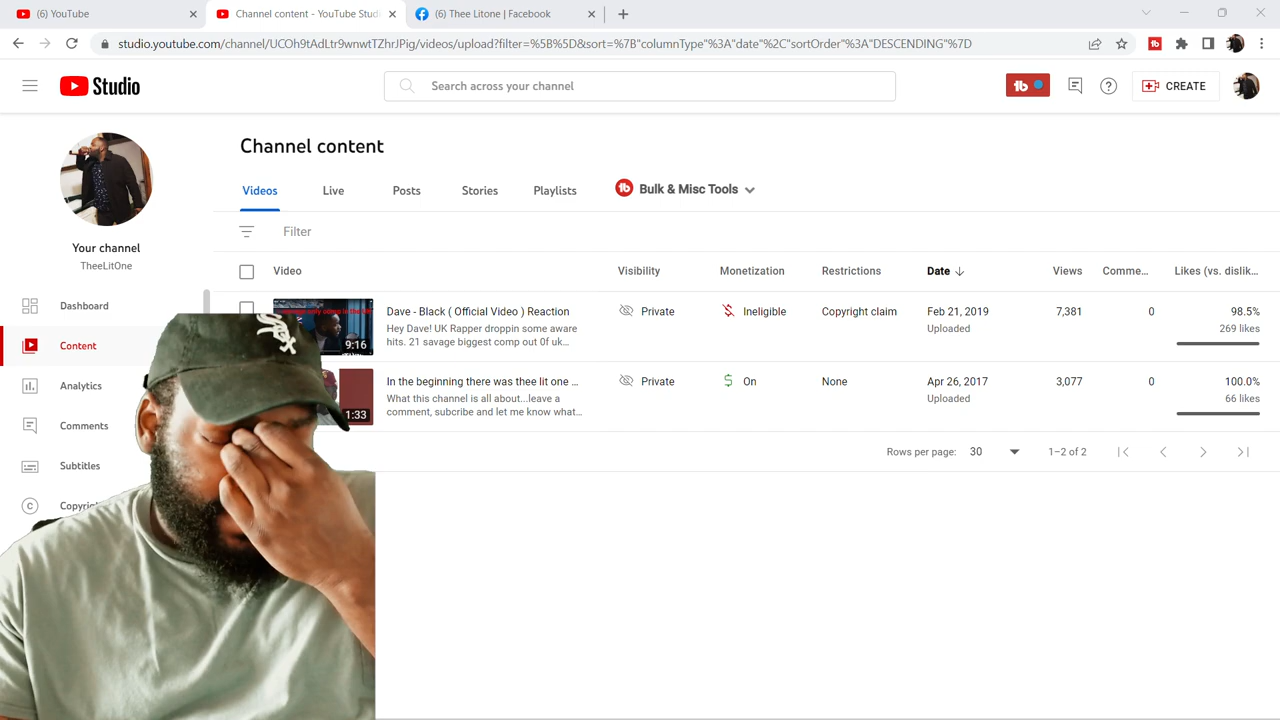 (6) YouTube
Channel content - YouTube Stud
(6) Thee Litone | Facebook
studio.youtube.com/channel/UCOh9tAdLtr9wnwtTZhrJPig/videos/upload?filter=%5B%5D&sort=%7B"columnType"%3A"date"%2C"sortOrder"%3A"DESCENDING"%7D
Studio
Search across your channel
CREATE
Your channel
TheeLitOne
Dashboard
Content
Analytics
Comments
Subtitles
Channel content
Videos Live Posts Stories Playlists Bulk & Misc Tools
Filter
Video Visibility Monetization Restrictions Date Views Comme... Likes (vs. dislik...
Dave - Black ( Official Video ) Reaction Private Ineligible Copyright claim Feb 21, 2019 7,381 0 98.5%
Hey Dave! UK Rapper droppin some aware Uploaded 269 likes
hits. 21 savage biggest comp out 0f uk...
9:16
In the beginning there was thee lit one ... Private On None Apr 26, 2017 3,077 0 100.0%
What this channel is all about...leave a Uploaded 66 likes
comment, subcribe and let me know what...
1:33
Rows per page: 30 1–2 of 2